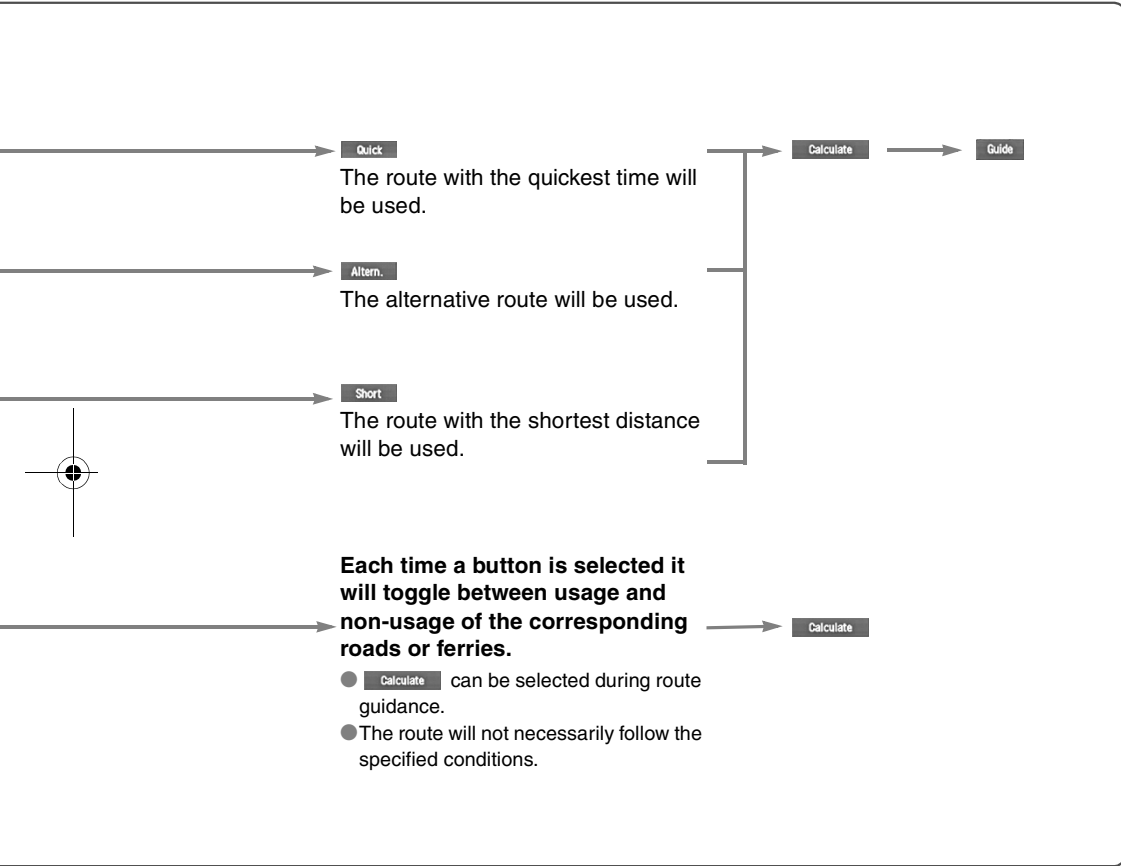 Quick
Calculate
Guide
The route with the quickest time will
be used.
Altern.
The alternative route will be used.
Short
The route with the shortest distance
will be used.
Each time a button is selected it
will toggle between usage and
non-usage of the corresponding
roads or ferries.
Calculate
● Calculate can be selected during route
guidance.
●The route will not necessarily follow the
specified conditions.